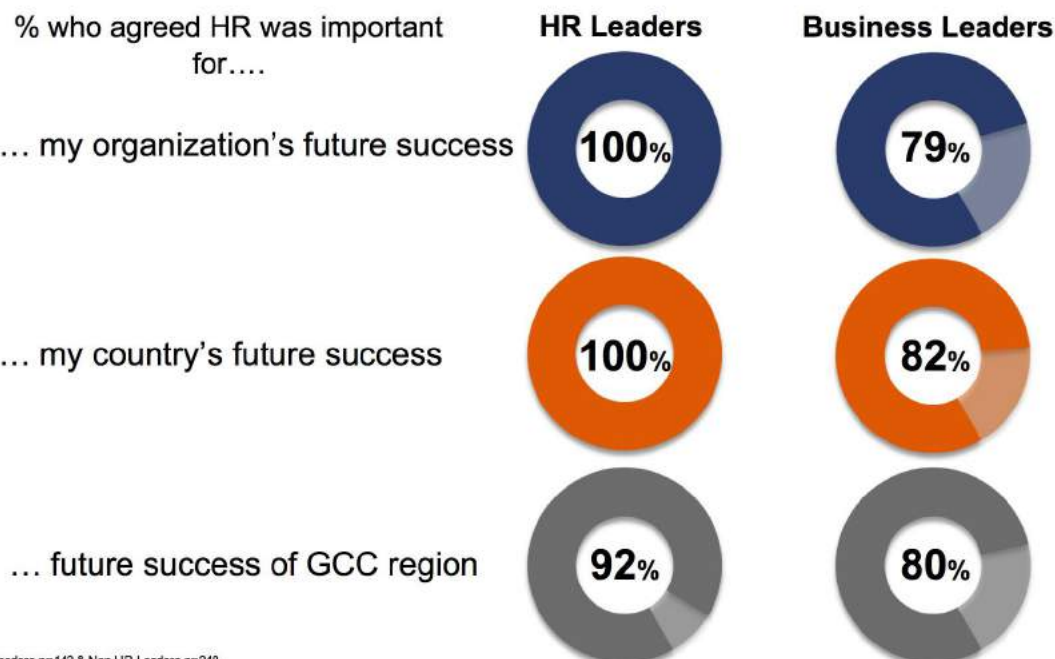 % who agreed HR was important
for....
HR Leaders
Business Leaders
... my organization's future success
100%
79%
... my country's future success
100%
82%
... future success of GCC region
92%
80%